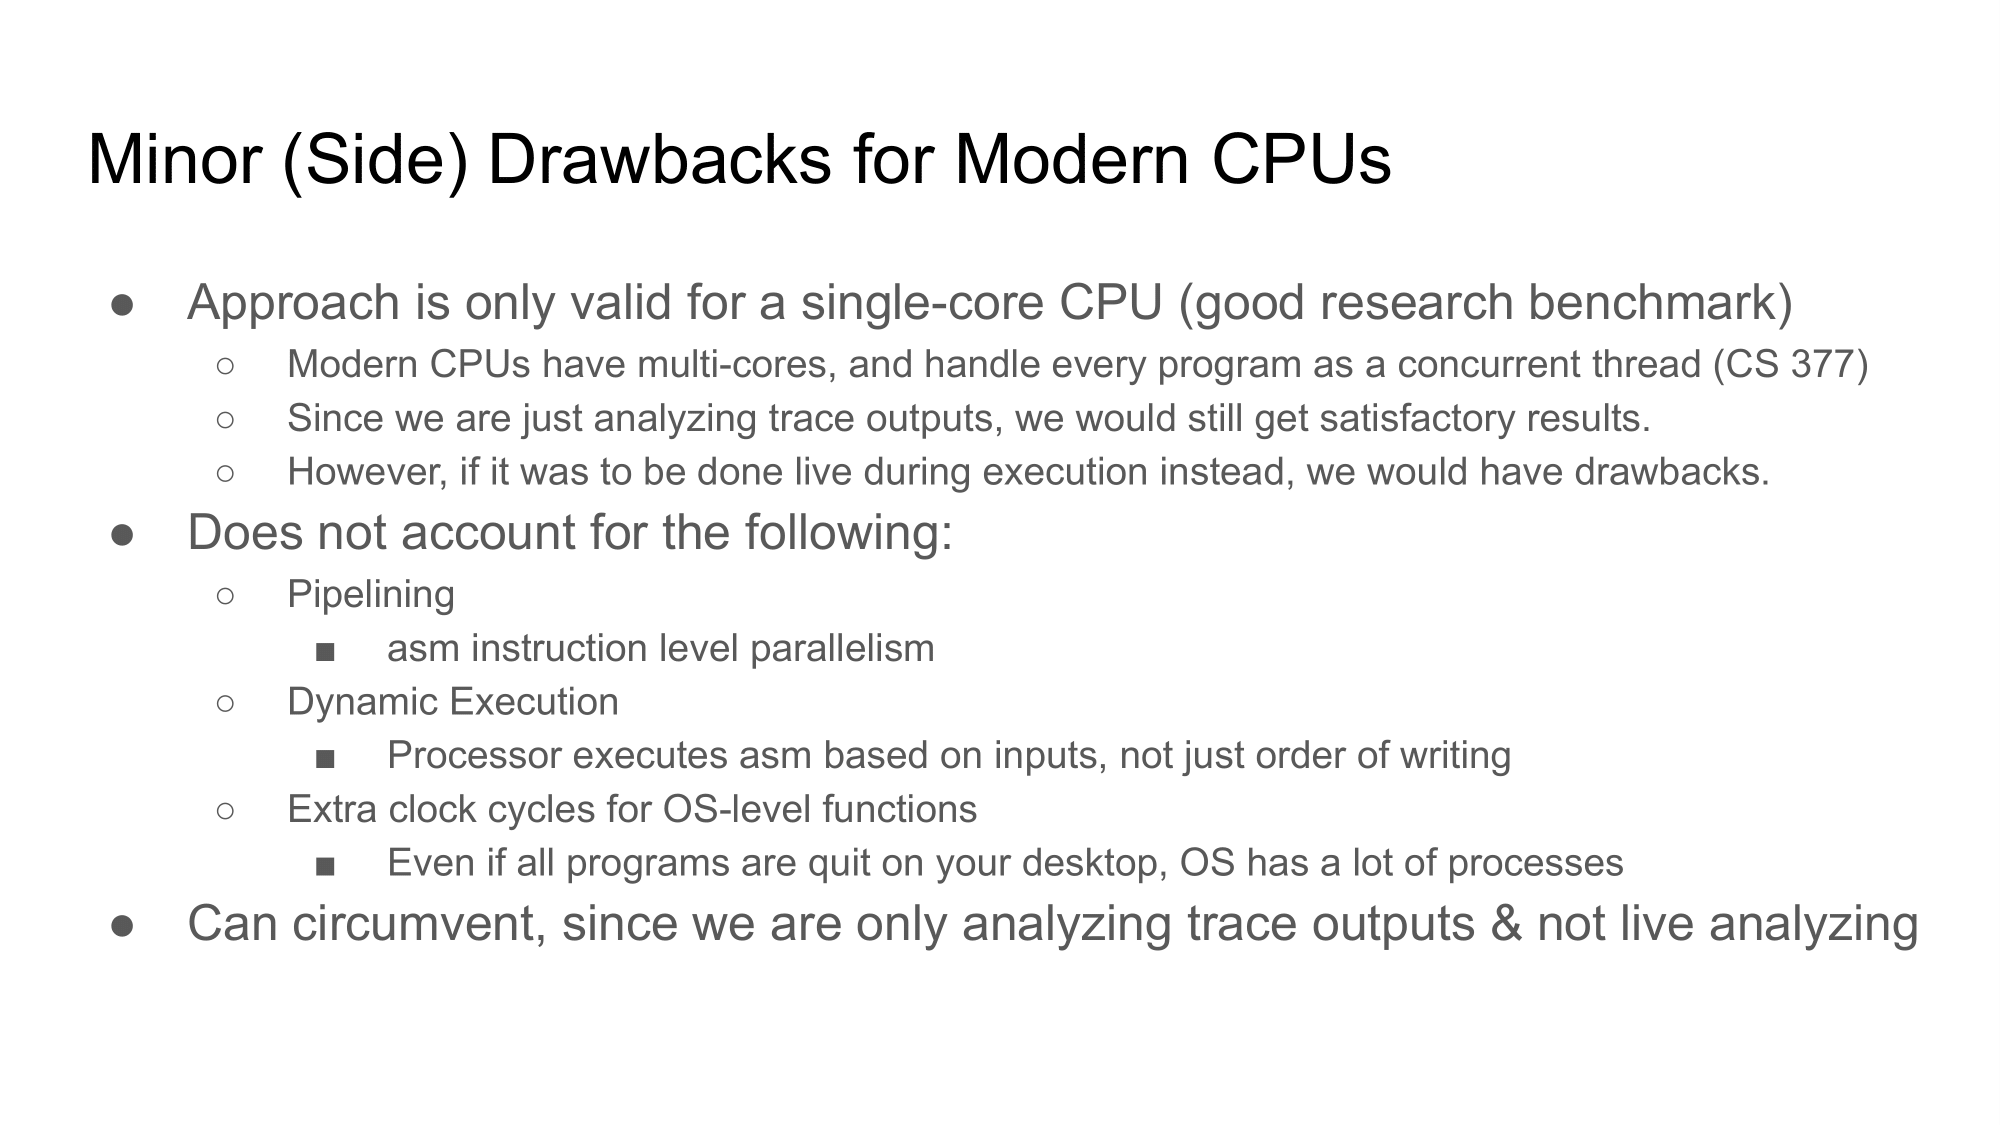 Minor (Side) Drawbacks for Modern CPUs
● Approach is only valid for a single-core CPU (good research benchmark)
○ Modern CPUs have multi-cores, and handle every program as a concurrent thread (CS 377)
○ Since we are just analyzing trace outputs, we would still get satisfactory results.
○ However, if it was to be done live during execution instead, we would have drawbacks.
● Does not account for the following:
○ Pipelining
■ asm instruction level parallelism
○ Dynamic Execution
■ Processor executes asm based on inputs, not just order of writing
○ Extra clock cycles for OS-level functions
■ Even if all programs are quit on your desktop, OS has a lot of processes
● Can circumvent, since we are only analyzing trace outputs & not live analyzing